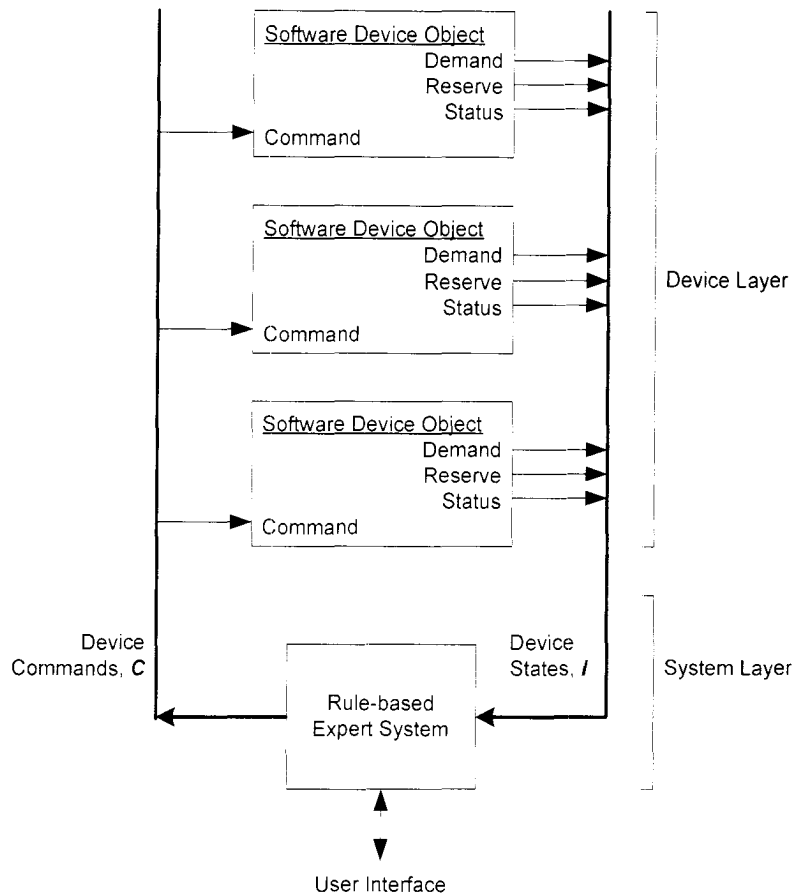 Software Device Object
Demand
Reserve
Status
Command
Software Device Object
Demand
Reserve
Status
Command
Device Layer
Software Device Object
Demand
Reserve
Status
Command
Device
Commands, C
Device
States, I
System Layer
Rule-based
Expert System
User Interface